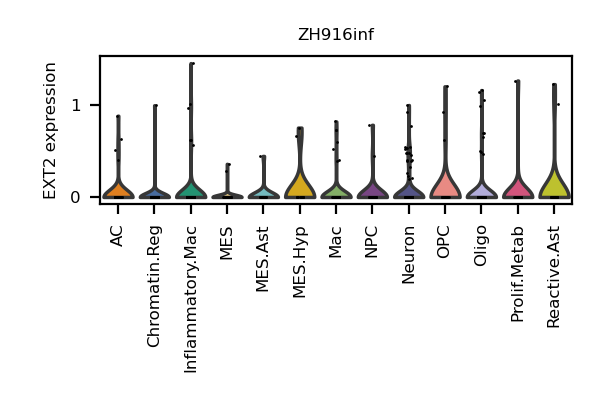 ZH916inf
EXT2 expression
1
0
AC
Chromatin.Reg
Inflammatory.Mac
MES
MES.Ast
MES.Hyp
Mac
NPC
Neuron
OPC
Oligo
Prolif.Metab
Reactive.Ast